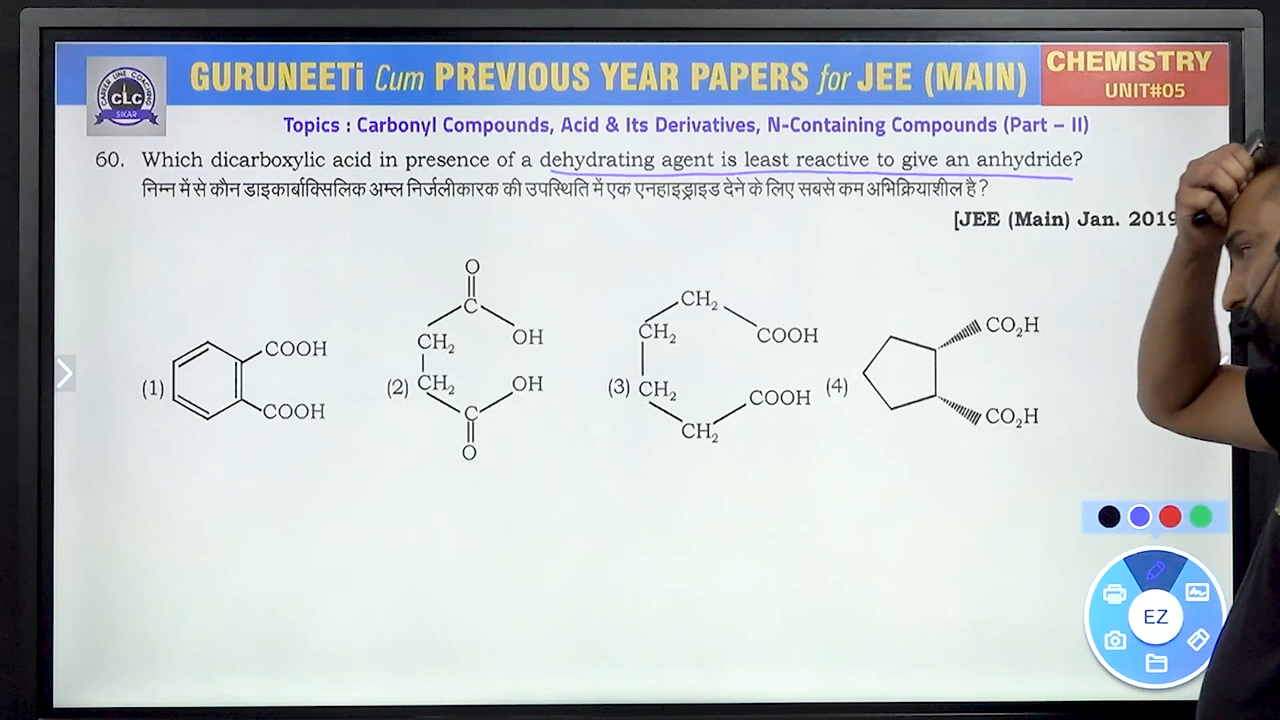 GURUNEETi Cum PREVIOUS YEAR PAPERS for JEE (MAIN)
CHEMISTRY
UNIT#05
CAREER LINE COACHING
CLC
SIKAR
Topics : Carbonyl Compounds, Acid & Its Derivatives, N-Containing Compounds (Part – II)
60. Which dicarboxylic acid in presence of a dehydrating agent is least reactive to give an anhydride?
निम्न में से कौन डाइकार्बोक्सिलिक अम्ल निर्जलीकारक की उपस्थिति में एक एनहाइड्राइड देने के लिए सबसे कम अभिक्रियाशील है ?
[JEE (Main) Jan. 2019
(1) COOH
COOH
(2) O
C
OH
CH₂
CH₂
OH
C
O
(3) CH₂
CH₂
COOH
CH₂
COOH
CH₂
(4) CO₂H
CO₂H
EZ